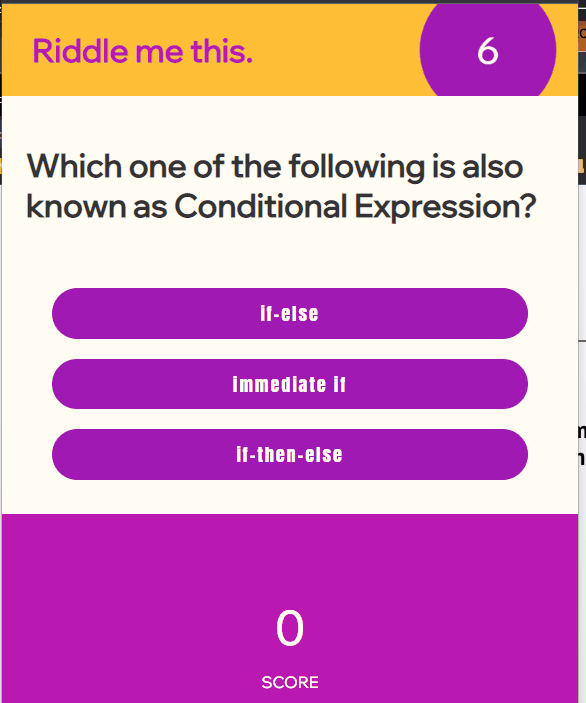 Riddle me this.
6
Which one of the following is also
known as Conditional Expression?
if-else
immediate if
if-then-else
0
SCORE